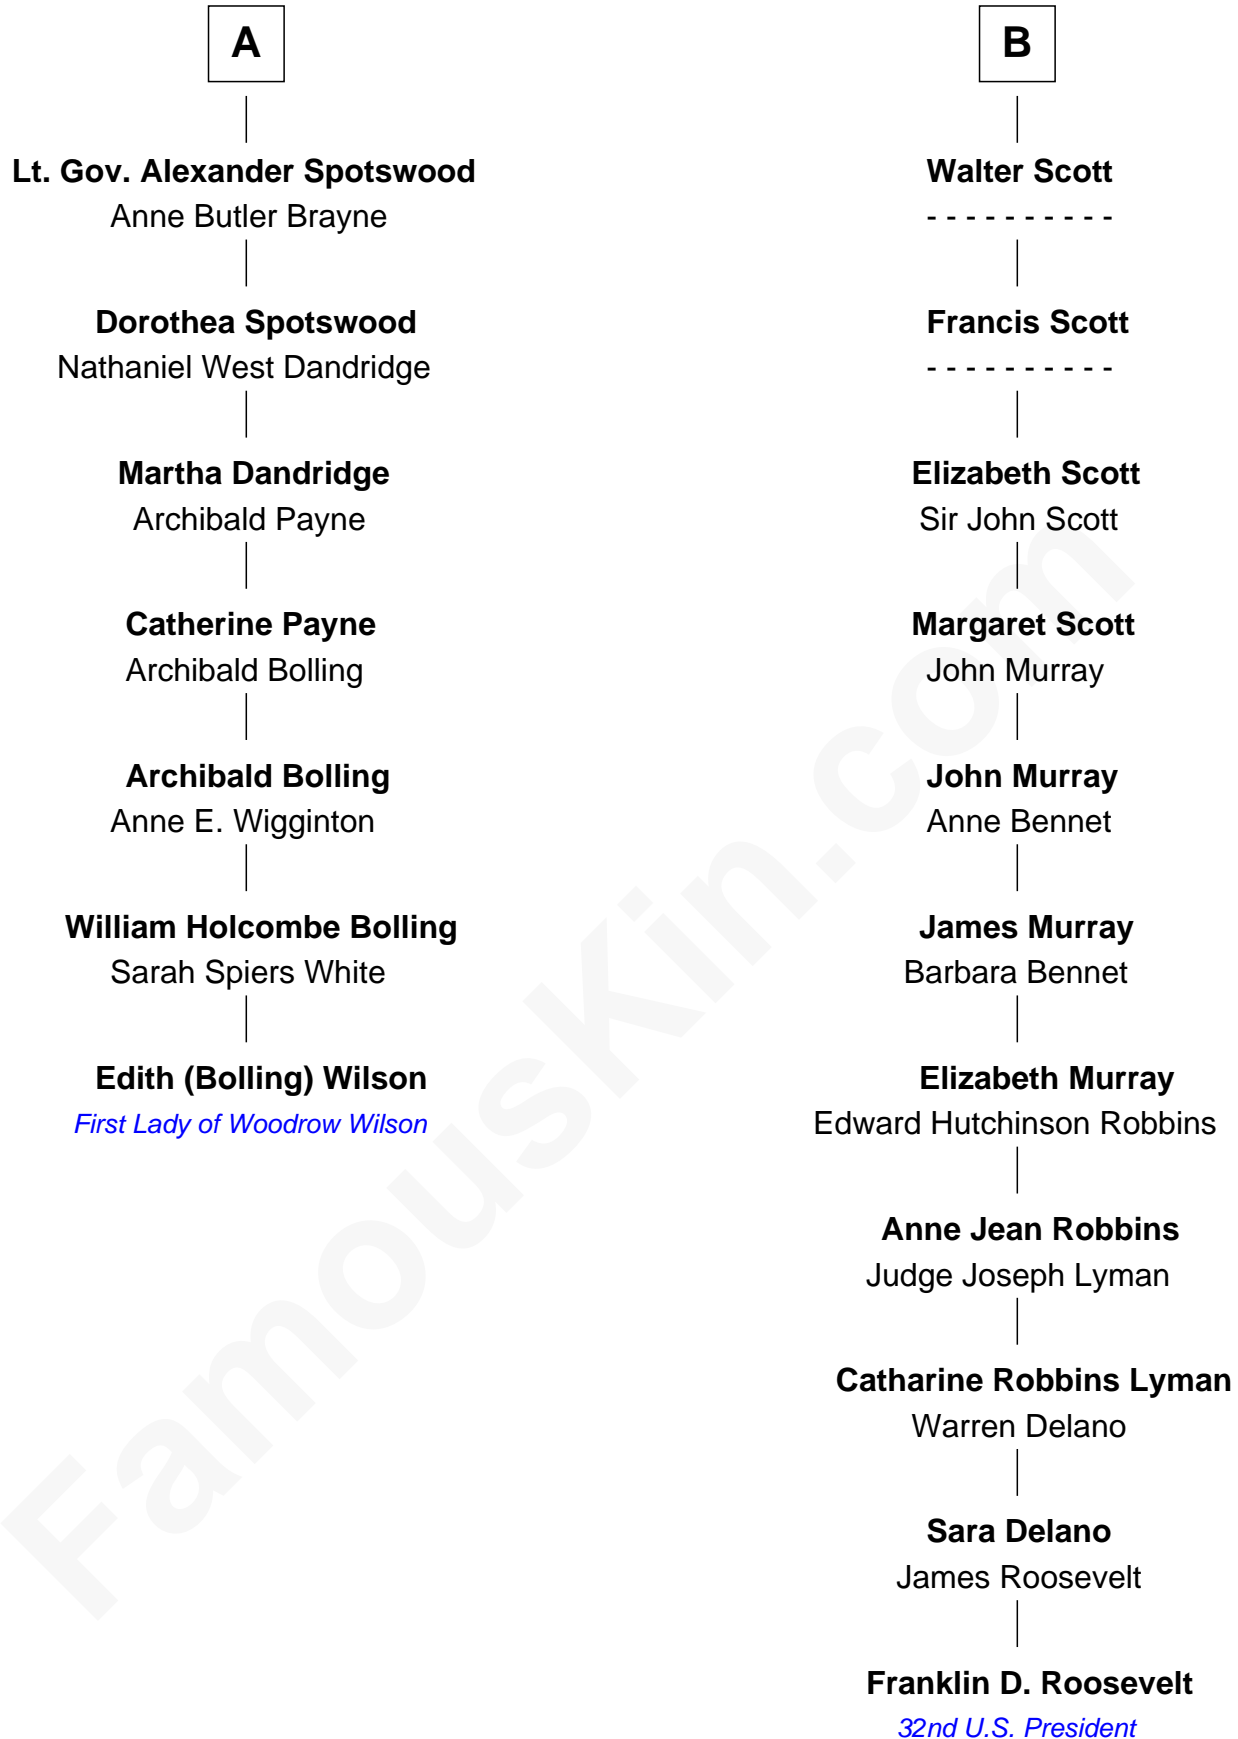 A
Lt. Gov. Alexander Spotswood
Anne Butler Brayne
Dorothea Spotswood
Nathaniel West Dandridge
Martha Dandridge
Archibald Payne
Catherine Payne
Archibald Bolling
Archibald Bolling
Anne E. Wigginton
William Holcombe Bolling
Sarah Spiers White
Edith (Bolling) Wilson
First Lady of Woodrow Wilson
B
Walter Scott
- - - - - - - - - -
Francis Scott
- - - - - - - - - -
Elizabeth Scott
Sir John Scott
Margaret Scott
John Murray
John Murray
Anne Bennet
James Murray
Barbara Bennet
Elizabeth Murray
Edward Hutchinson Robbins
Anne Jean Robbins
Judge Joseph Lyman
Catharine Robbins Lyman
Warren Delano
Sara Delano
James Roosevelt
Franklin D. Roosevelt
32nd U.S. President
FamousKin.com